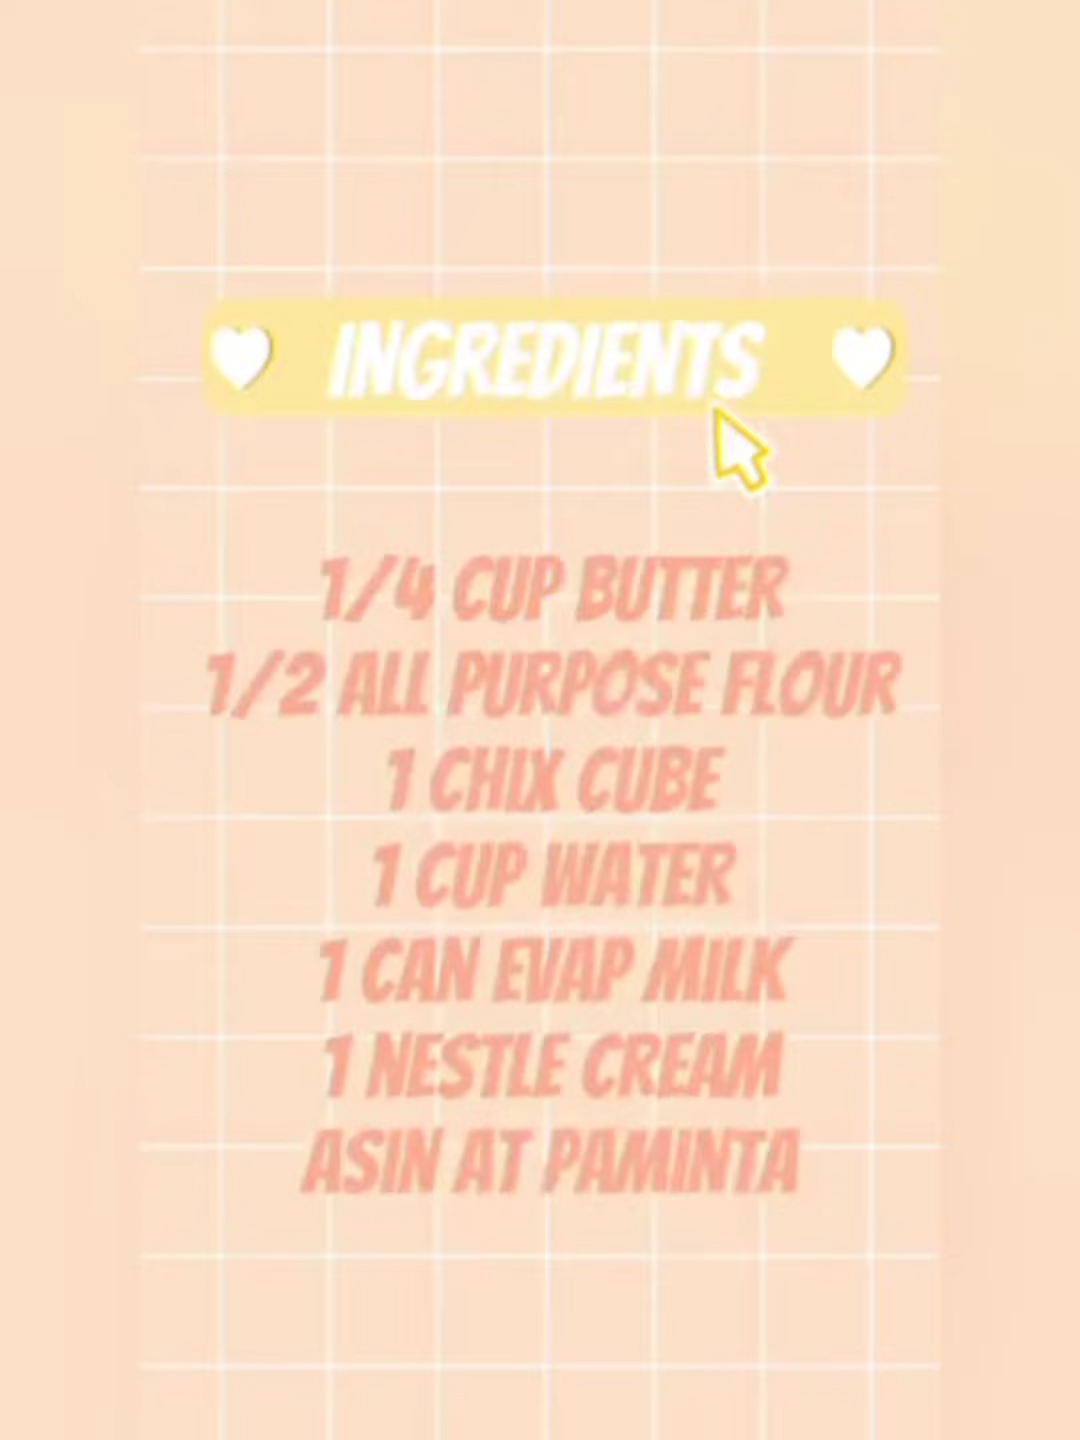 INGREDIENTS
1/4 CUP BUTTER
1/2 ALL PURPOSE FLOUR
1 CHIX CUBE
1 CUP WATER
1 CAN EVAP MILK
1 NESTLE CREAM
ASIN AT PAMINTA